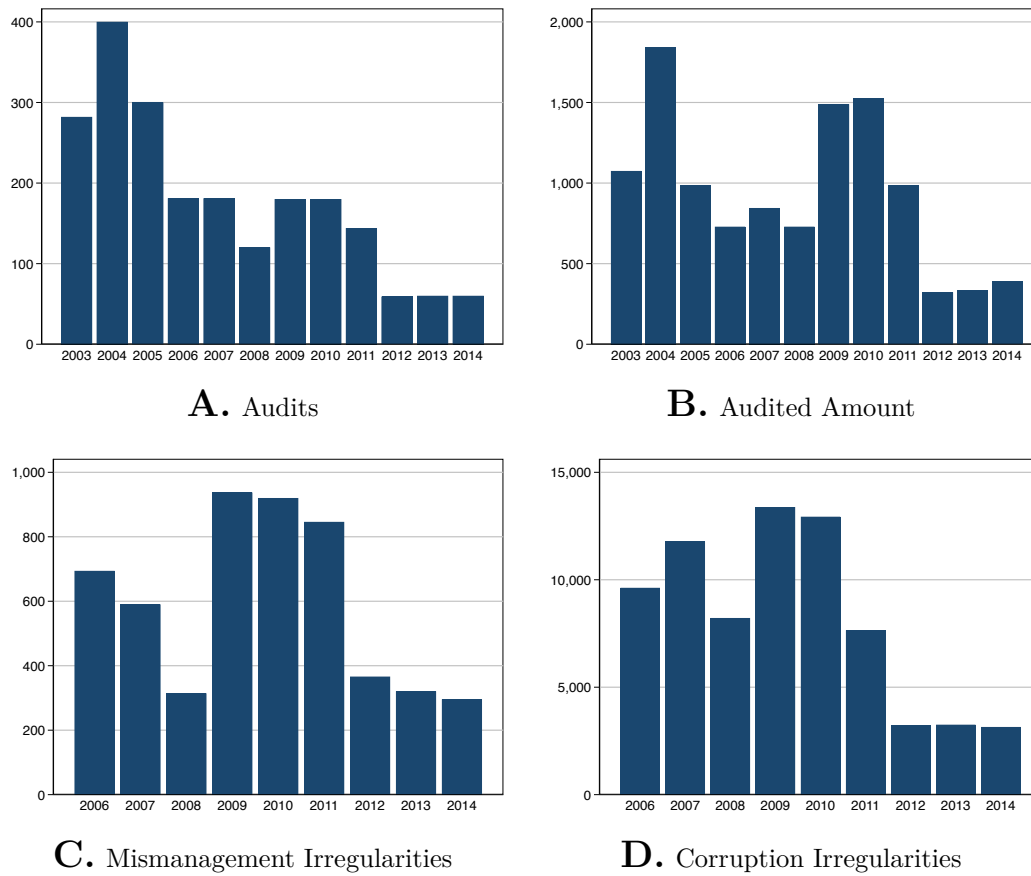 400
300
200
100
0
2003 2004 2005 2006 2007 2008 2009 2010 2011 2012 2013 2014
A. Audits
2,000
1,500
1,000
500
0
2003 2004 2005 2006 2007 2008 2009 2010 2011 2012 2013 2014
B. Audited Amount
1,000
800
600
400
200
0
2006 2007 2008 2009 2010 2011 2012 2013 2014
C. Mismanagement Irregularities
15,000
10,000
5,000
0
2006 2007 2008 2009 2010 2011 2012 2013 2014
D. Corruption Irregularities